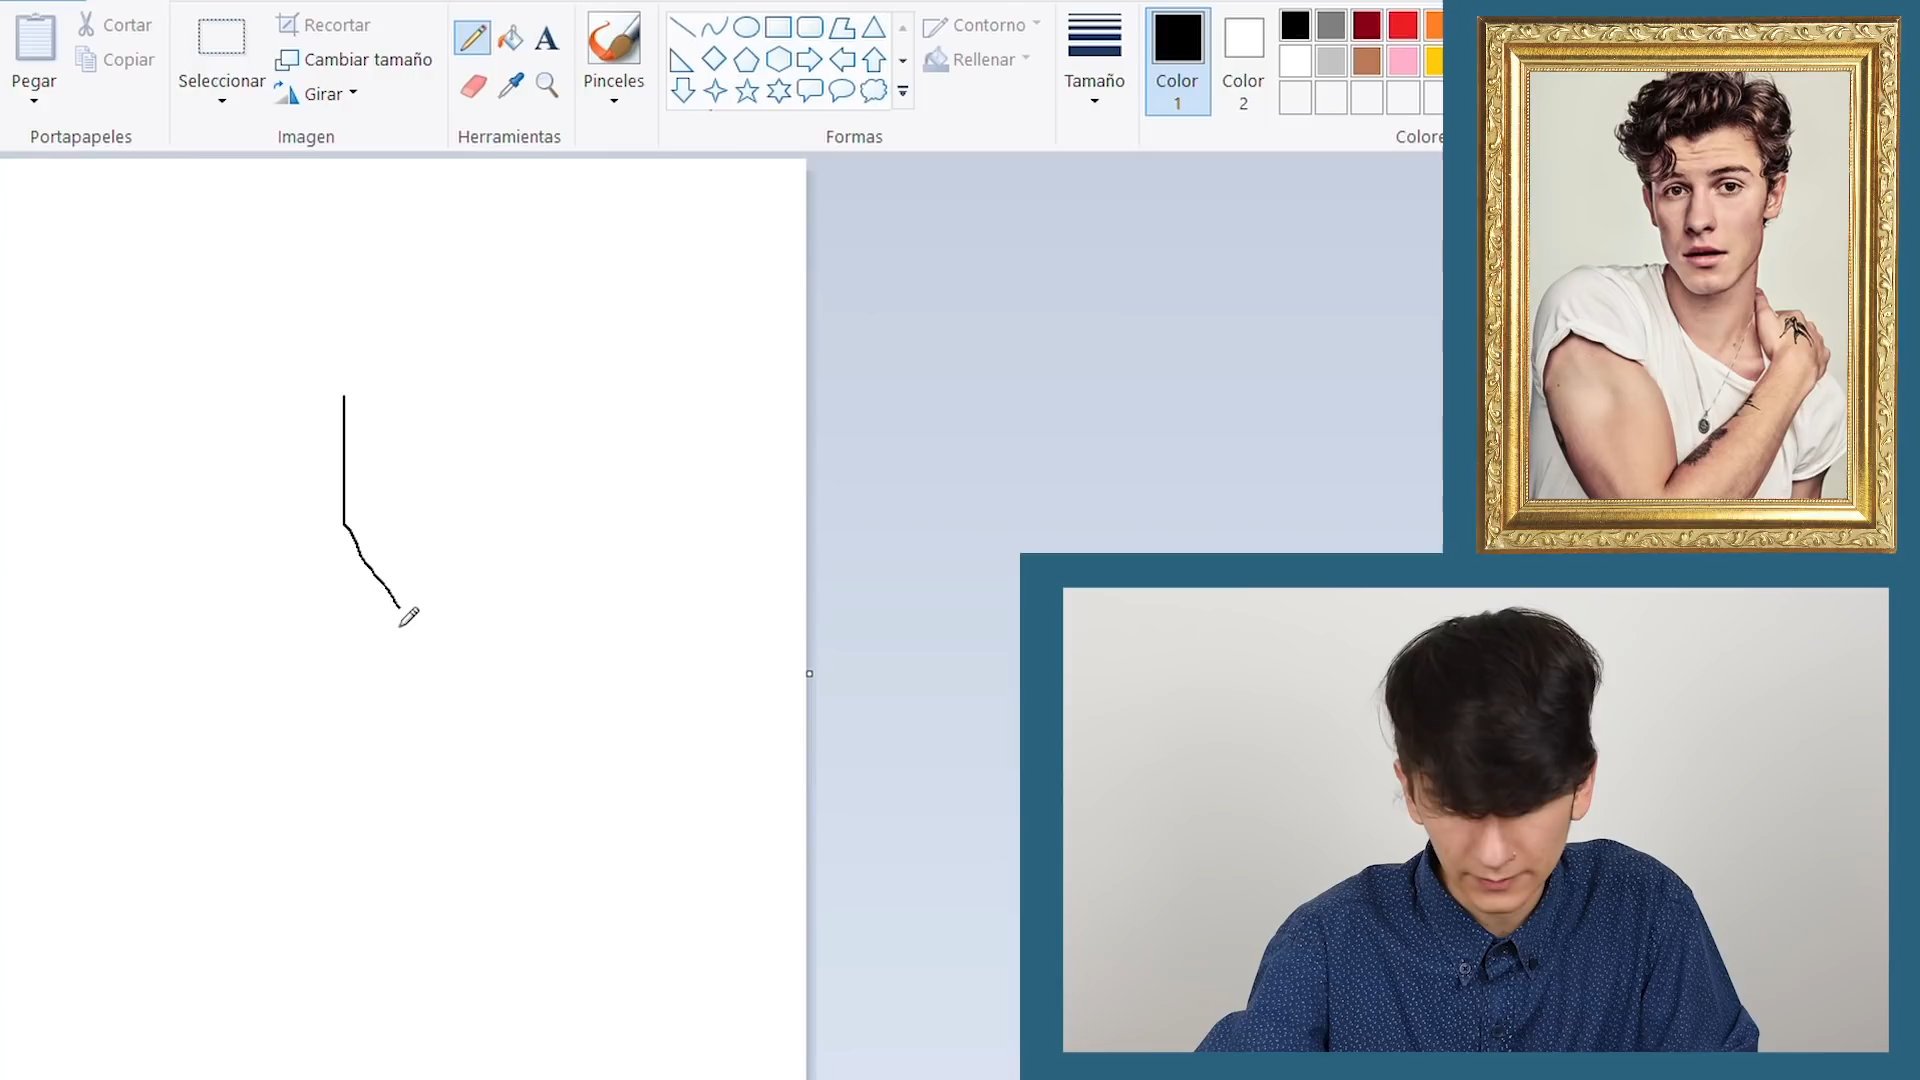 Pegar
Cortar
Copiar
Portapapeles
Seleccionar
Recortar
Cambiar tamaño
Girar
Imagen
A
Herramientas
Pinceles
Formas
Contorno
Rellenar
Tamaño
Color
1
Color
2
Colore